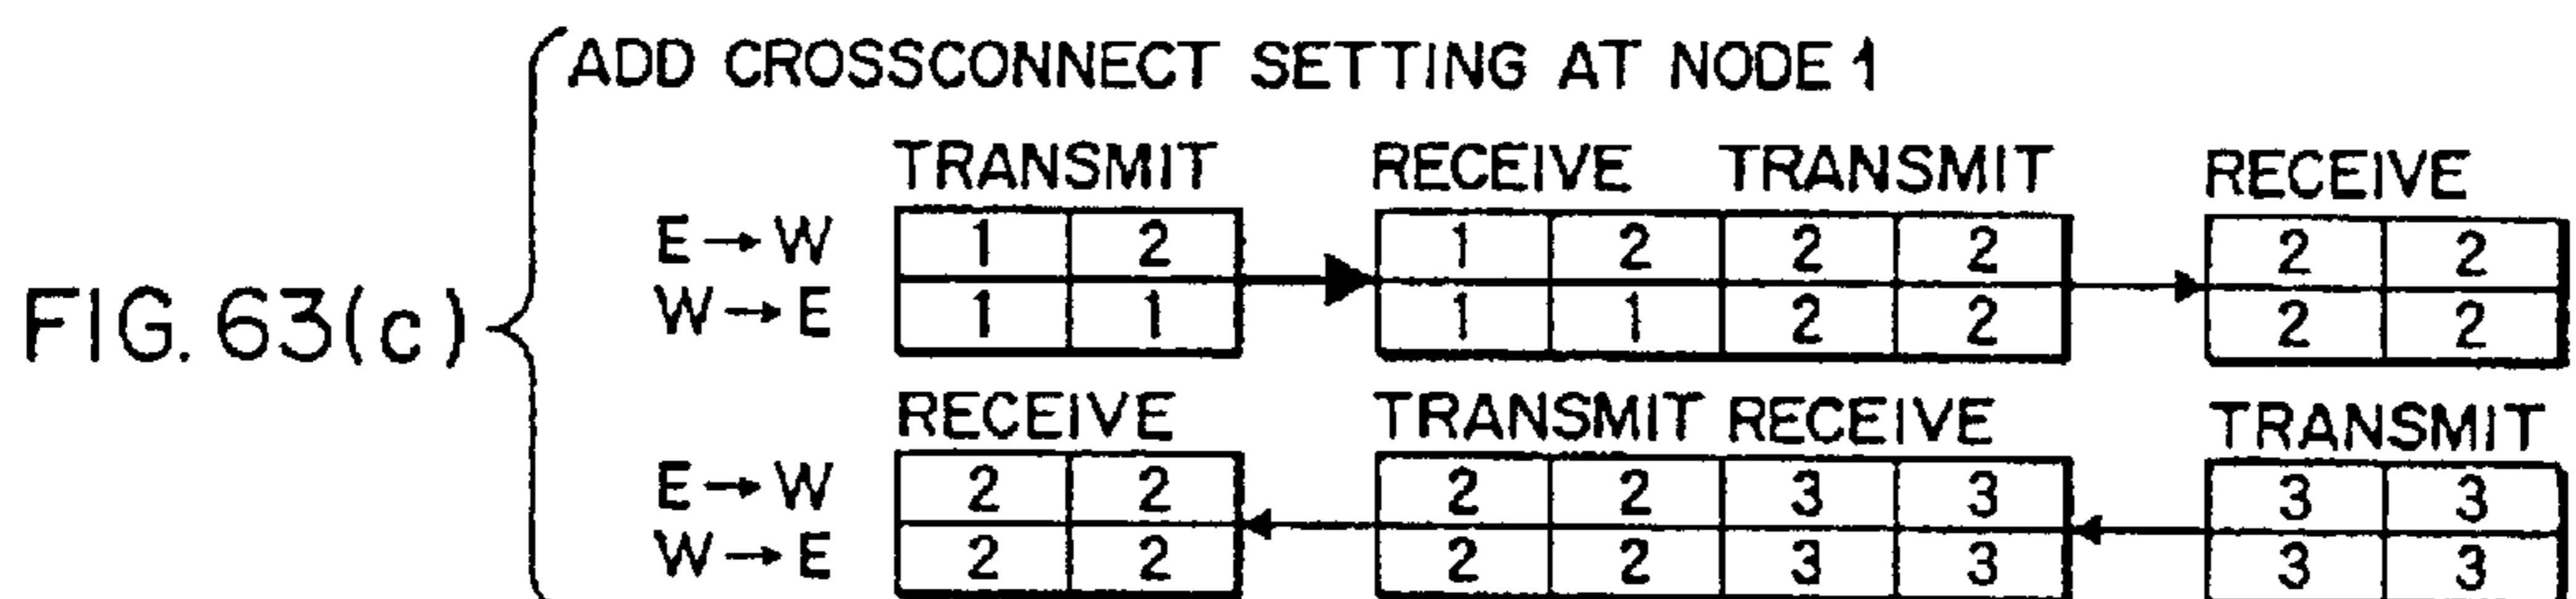 ADD CROSSCONNECT SETTING AT NODE 1
TRANSMIT RECEIVE TRANSMIT RECEIVE
E→W 1 2 1 2 2 2 2 2
W→E 1 1 1 1 2 2 2 2
FIG. 63(c)
RECEIVE TRANSMIT RECEIVE TRANSMIT
E→W 2 2 2 2 3 3 3 3
W→E 2 2 2 2 3 3 3 3